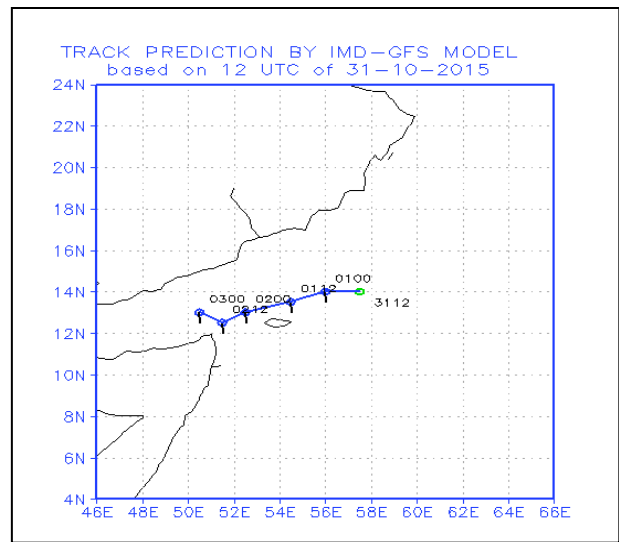 TRACK PREDICTION BY IMD-GFS MODEL
based on 12 UTC of 31-10-2015
24N
22N
20N
18N
16N
14N
12N
10N
8N
6N
4N
0300
0212
0200
0112
0100
3112
46E 48E 50E 52E 54E 56E 58E 60E 62E 64E 66E